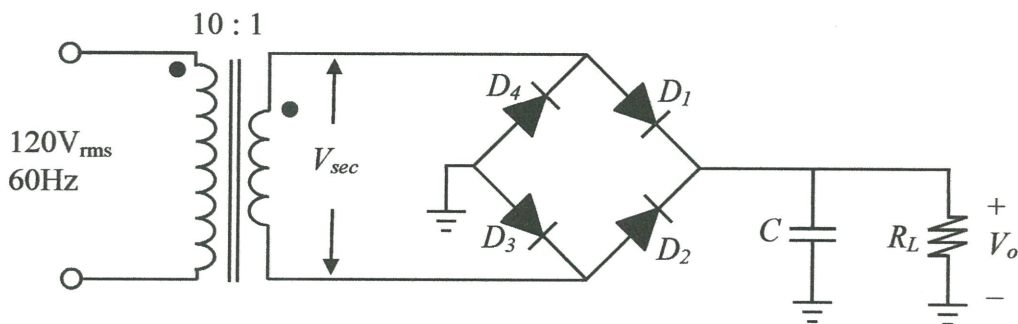 10 : 1
D4
D1
120Vrms
60Hz
Vsec
D3
D2
C
RL
+
Vo
−